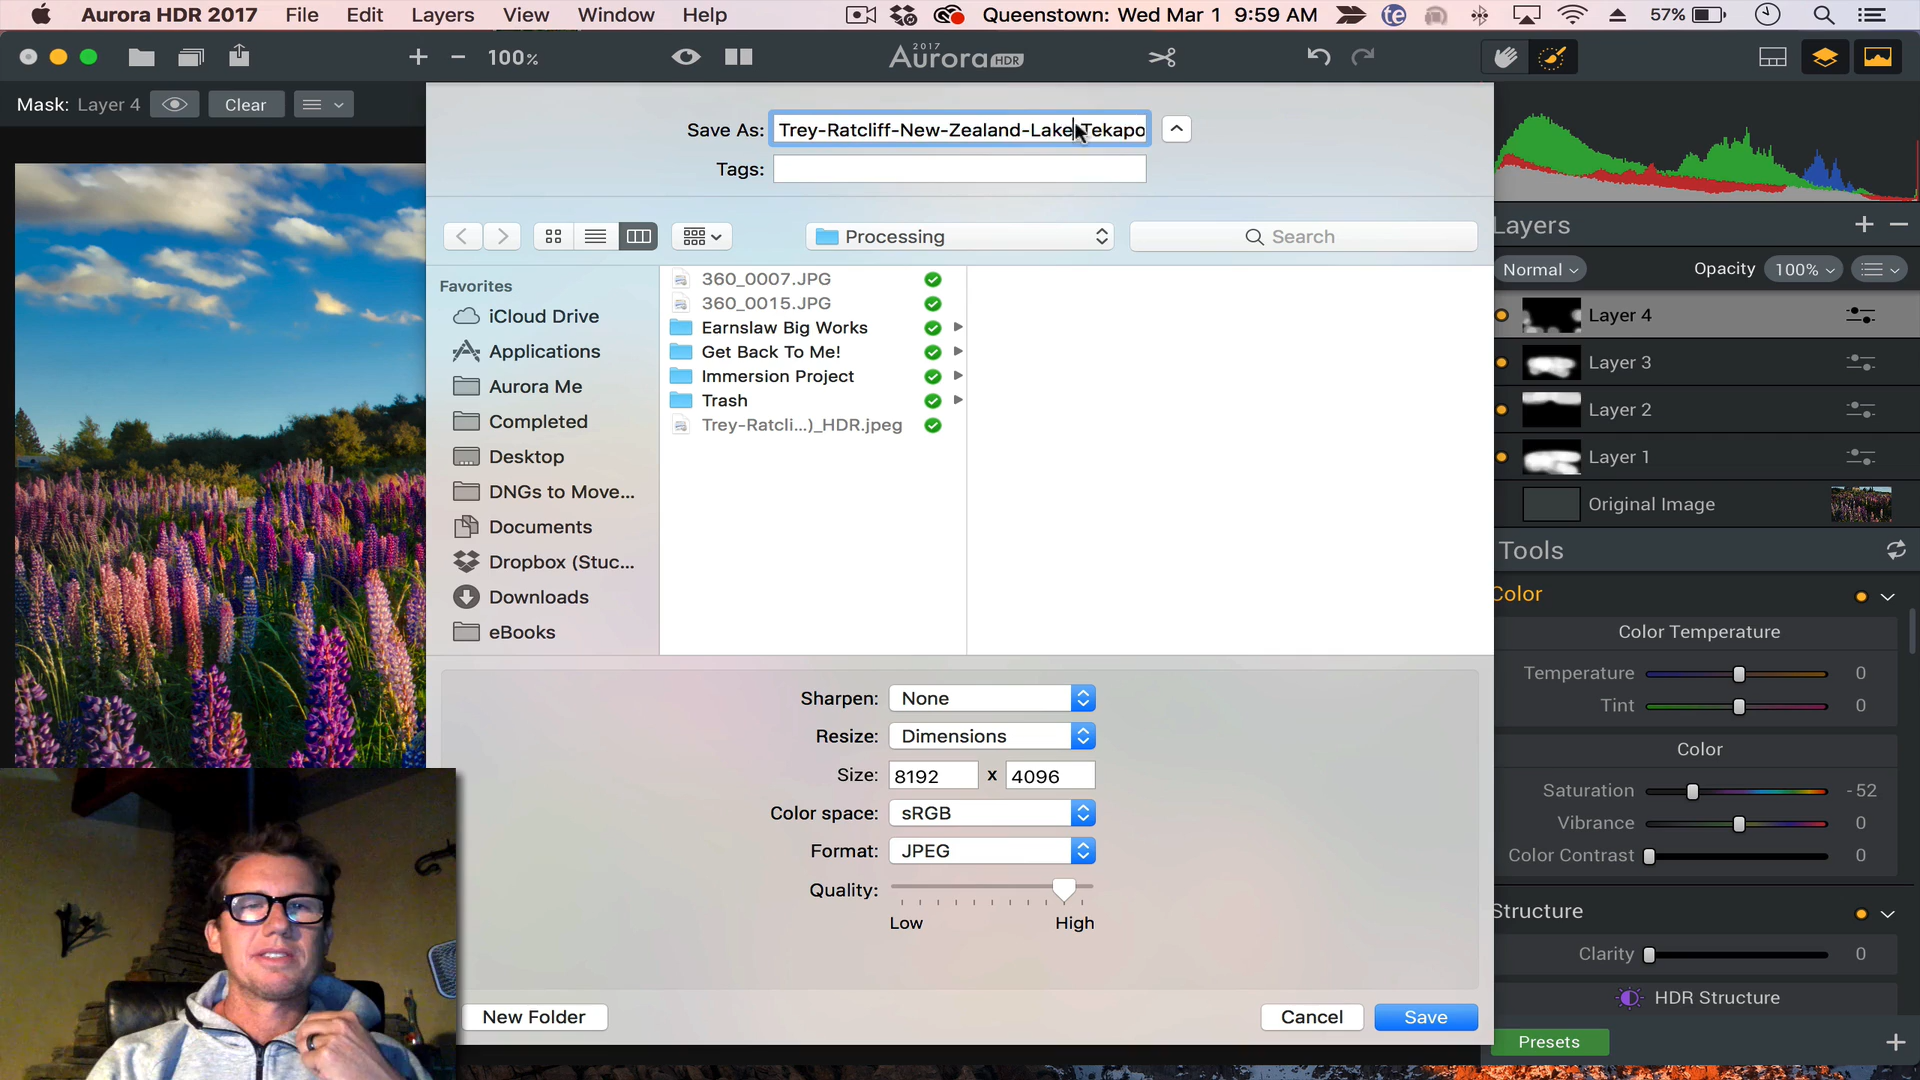 Aurora HDR 2017 File Edit Layers View Window Help Queenstown: Wed Mar 1 9:59 AM te 57%
100%
2017
Aurora HDR
Mask: Layer 4 Clear
Save As: Trey-Ratcliff-New-Zealand-Lake-Tekapo
Tags:
Processing
Search
Favorites
iCloud Drive
Applications
Aurora Me
Completed
Desktop
DNGs to Move...
Documents
Dropbox (Stuc...
Downloads
eBooks
360_0007.JPG
360_0015.JPG
Earnslaw Big Works
Get Back To Me!
Immersion Project
Trash
Trey-Ratcli...)_HDR.jpeg
Sharpen: None
Resize: Dimensions
Size: 8192 x 4096
Color space: sRGB
Format: JPEG
Quality:
Low High
New Folder Cancel Save
Layers
Normal Opacity 100%
Layer 4
Layer 3
Layer 2
Layer 1
Original Image
Tools
Color
Color Temperature
Temperature 0
Tint 0
Color
Saturation -52
Vibrance 0
Color Contrast 0
Structure
Clarity 0
HDR Structure
Presets